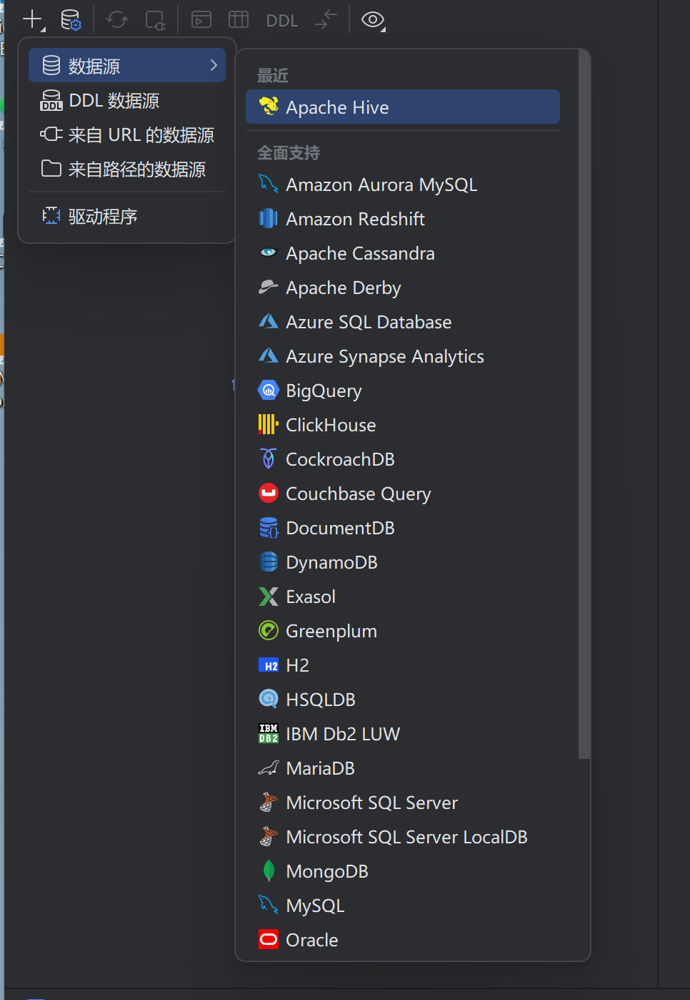 DDL
数据源
DDL 数据源
来自 URL 的数据源
来自路径的数据源
驱动程序
最近
Apache Hive
全面支持
Amazon Aurora MySQL
Amazon Redshift
Apache Cassandra
Apache Derby
Azure SQL Database
Azure Synapse Analytics
BigQuery
ClickHouse
CockroachDB
Couchbase Query
DocumentDB
DynamoDB
Exasol
Greenplum
H2
HSQLDB
IBM Db2 LUW
MariaDB
Microsoft SQL Server
Microsoft SQL Server LocalDB
MongoDB
MySQL
Oracle